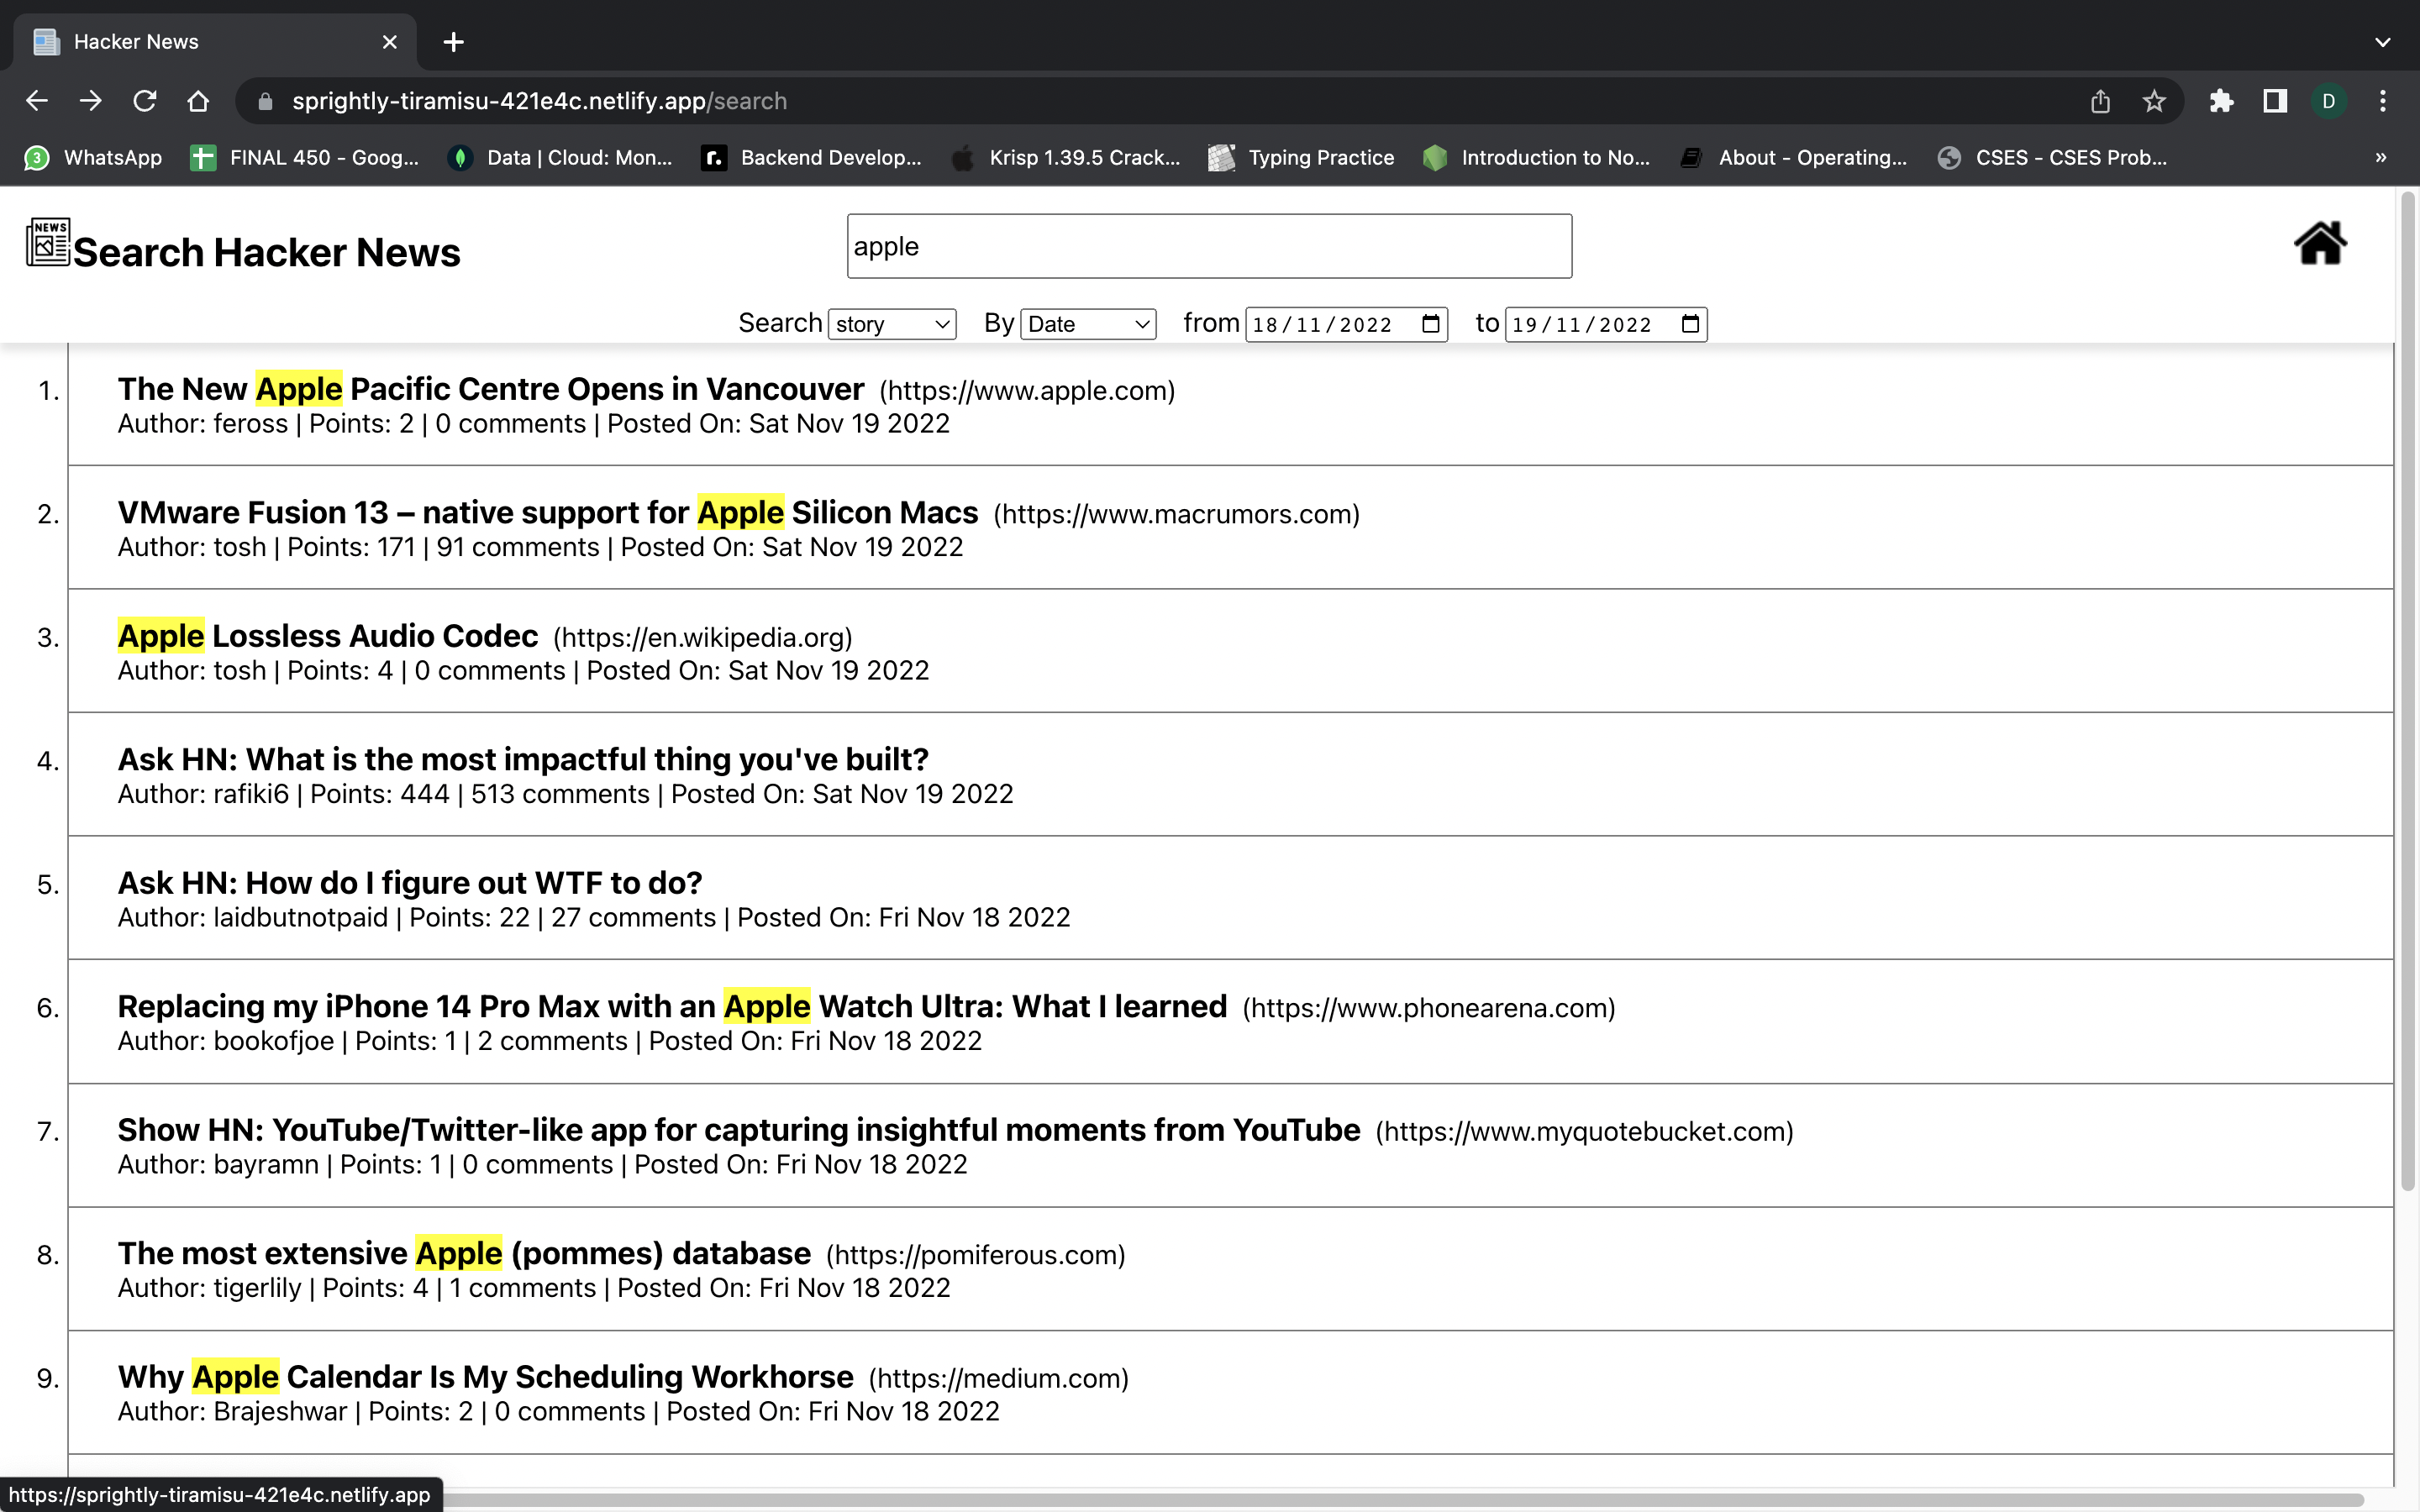 Hacker News
sprightly-tiramisu-421e4c.netlify.app/search
D
3 WhatsApp FINAL 450 - Goog... Data | Cloud: Mon... r. Backend Develop... Krisp 1.39.5 Crack... Typing Practice Introduction to No... About - Operating... CSES - CSES Prob... »
NEWS Search Hacker News apple
Search story By Date from 18/11/2022 to 19/11/2022
1. The New Apple Pacific Centre Opens in Vancouver (https://www.apple.com)
Author: feross | Points: 2 | 0 comments | Posted On: Sat Nov 19 2022
2. VMware Fusion 13 – native support for Apple Silicon Macs (https://www.macrumors.com)
Author: tosh | Points: 171 | 91 comments | Posted On: Sat Nov 19 2022
3. Apple Lossless Audio Codec (https://en.wikipedia.org)
Author: tosh | Points: 4 | 0 comments | Posted On: Sat Nov 19 2022
4. Ask HN: What is the most impactful thing you've built?
Author: rafiki6 | Points: 444 | 513 comments | Posted On: Sat Nov 19 2022
5. Ask HN: How do I figure out WTF to do?
Author: laidbutnotpaid | Points: 22 | 27 comments | Posted On: Fri Nov 18 2022
6. Replacing my iPhone 14 Pro Max with an Apple Watch Ultra: What I learned (https://www.phonearena.com)
Author: bookofjoe | Points: 1 | 2 comments | Posted On: Fri Nov 18 2022
7. Show HN: YouTube/Twitter-like app for capturing insightful moments from YouTube (https://www.myquotebucket.com)
Author: bayramn | Points: 1 | 0 comments | Posted On: Fri Nov 18 2022
8. The most extensive Apple (pommes) database (https://pomiferous.com)
Author: tigerlily | Points: 4 | 1 comments | Posted On: Fri Nov 18 2022
9. Why Apple Calendar Is My Scheduling Workhorse (https://medium.com)
Author: Brajeshwar | Points: 2 | 0 comments | Posted On: Fri Nov 18 2022
https://sprightly-tiramisu-421e4c.netlify.app